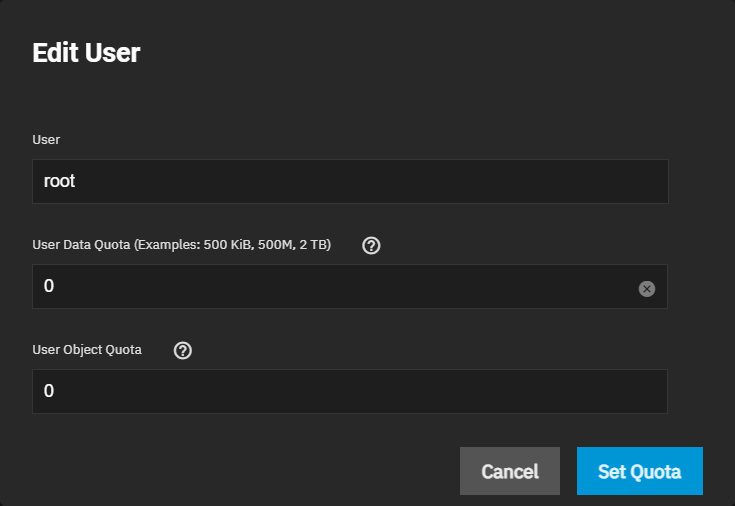 Edit User
User
root
User Data Quota (Examples: 500 KiB, 500M, 2 TB)
0
User Object Quota
0
Cancel Set Quota